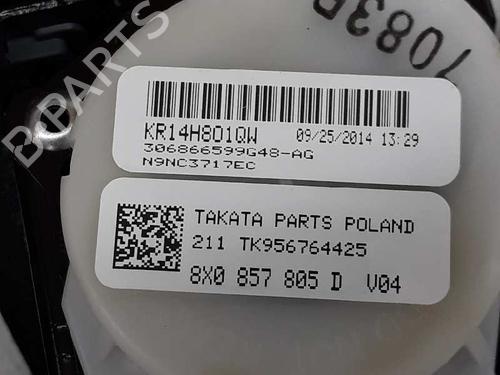 B-PARTS
7083P
KR14H801QW 09/25/2014 13:29
306866599G48-AG
N9NC3717EC
TAKATA PARTS POLAND
211 TK956764425
8X0 857 805 D V04